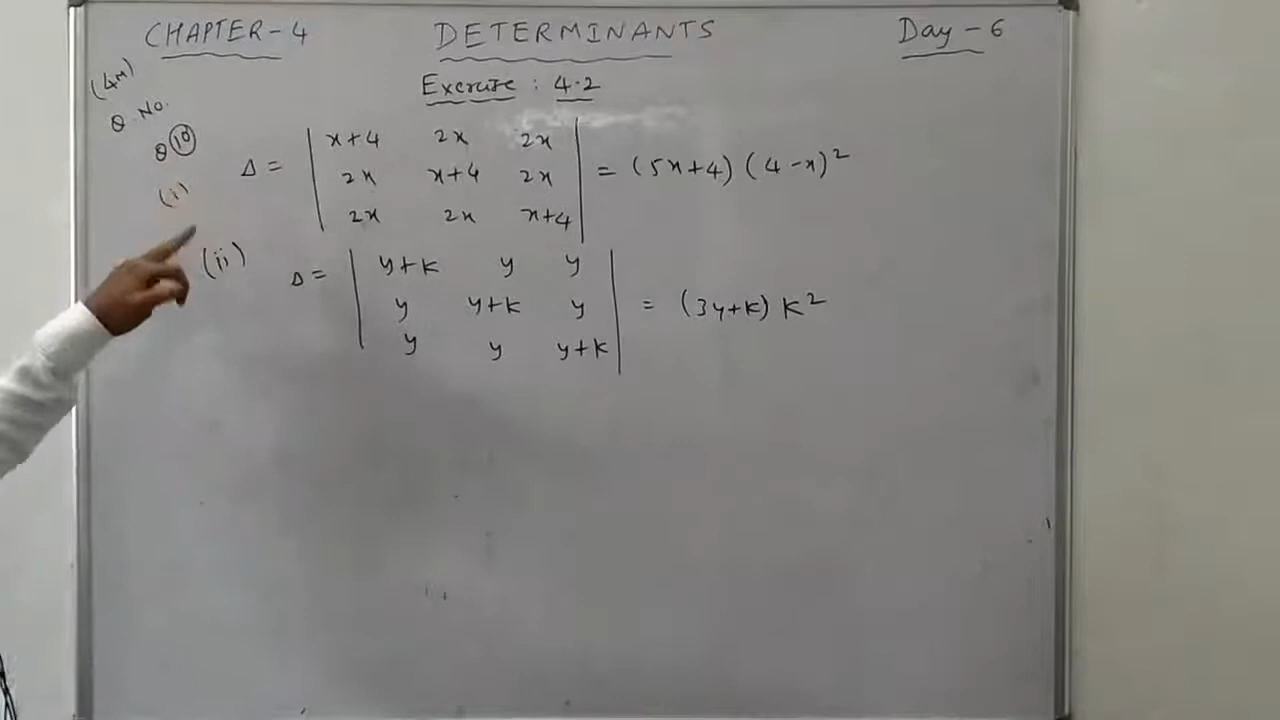 CHAPTER-4 DETERMINANTS Day-6
(4M) Exercise : 4.2
Q.No.
Q 10
(i) Δ = | x+4 2x 2x |
| 2x x+4 2x | = (5x+4) (4-x)²
| 2x 2x x+4 |
(ii) Δ = | y+k y y |
| y y+k y | = (3y+k) k²
| y y y+k |